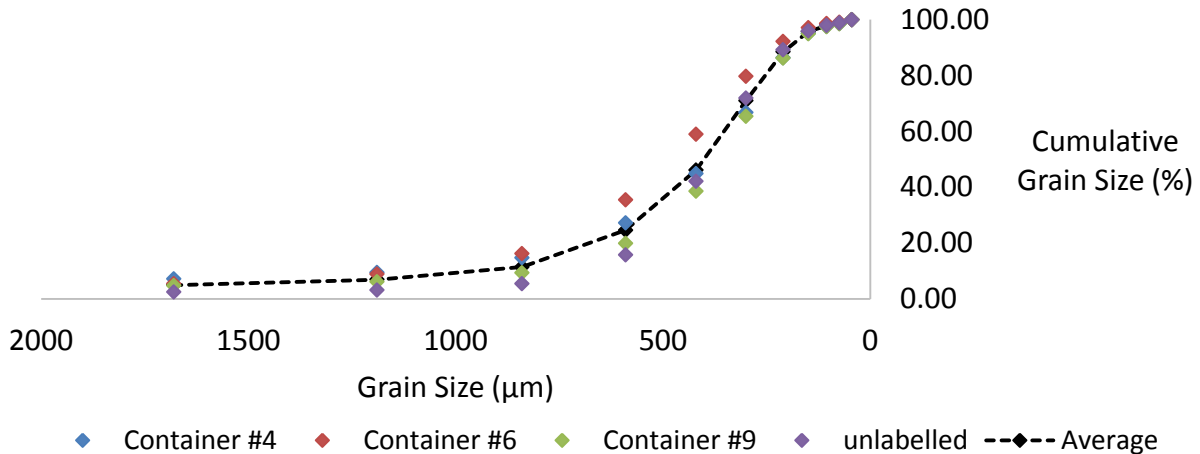 100.00
80.00
60.00
40.00
20.00
0.00
Cumulative
Grain Size (%)
2000 1500 1000 500 0
Grain Size (µm)
Container #4 Container #6 Container #9 unlabelled Average